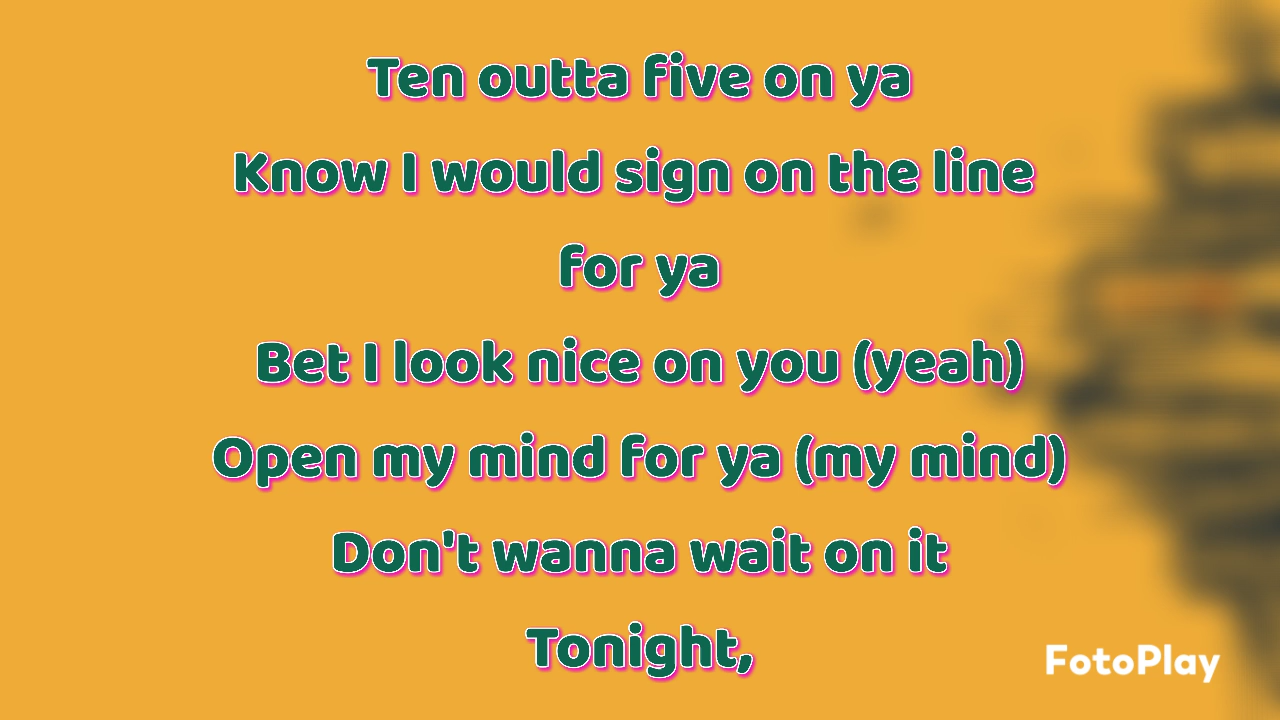 Ten outta five on ya
Know I would sign on the line
for ya
Bet I look nice on you (yeah)
Open my mind for ya (my mind)
Don't wanna wait on it
Tonight,
FotoPlay